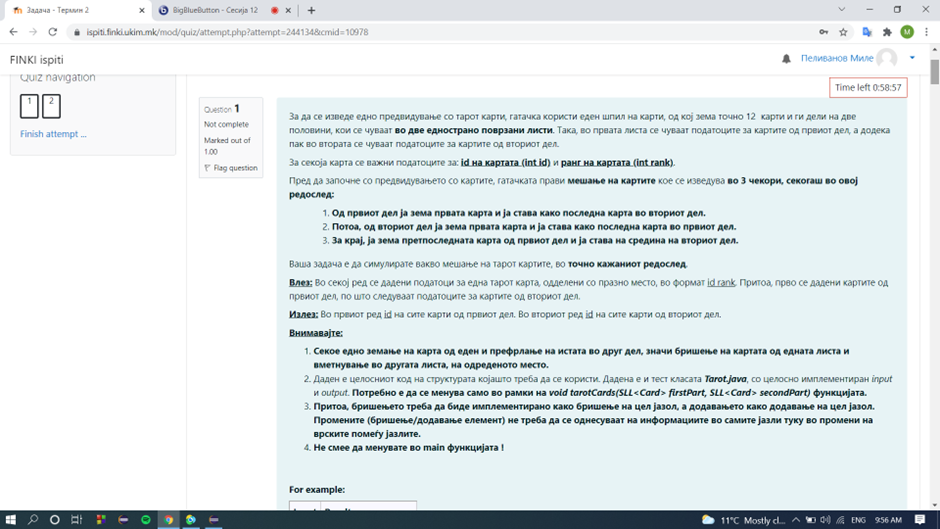 Задача - Термин 2
BigBlueButton - Сесија 12
ispiti.finki.ukim.mk/mod/quiz/attempt.php?attempt=244134&cmid=10978
M
FINKI ispiti
Пеливанов Миле
Quiz navigation
1 2
Finish attempt ...
Time left 0:58:57
Question 1
Not complete
Marked out of
1.00
Flag question
За да се изведе едно предвидување со тарот карти, гатачка користи еден шпил на карти, од кој зема точно 12 карти и ги дели на две
половини, кои се чуваат во две еднострано поврзани листи. Така, во првата листа се чуваат податоците за картите од првиот дел, а додека
пак во втората се чуваат податоците за картите од вториот дел.
За секоја карта се важни податоците за: id на картата (int id) и ранг на картата (int rank).
Пред да започне со предвидувањето со картите, гатачката прави мешање на картите кое се изведува во 3 чекори, секогаш во овој
редослед:
1. Од првиот дел ја зема првата карта и ја става како последна карта во вториот дел.
2. Потоа, од вториот дел ја зема првата карта и ја става како последна карта во првиот дел.
3. За крај, ја зема претпоследната карта од првиот дел и ја става на средина на вториот дел.
Ваша задача е да симулирате вакво мешање на тарот картите, во точно кажаниот редослед.
Влез: Во секој ред се дадени податоци за една тарот карта, одделени со празно место, во формат id rank. Притоа, прво се дадени картите од
првиот дел, по што следуваат податоците за картите од вториот дел.
Излез: Во првиот ред id на сите карти од првиот дел. Во вториот ред id на сите карти од вториот дел.
Внимавајте:
1. Секое едно земање на карта од еден и префрлање на истата во друг дел, значи бришење на картата од едната листа и
вметнување во другата листа, на одреденото место.
2. Даден е целосниот код на структурата којашто треба да се користи. Дадена е и тест класата Tarot.java, со целосно имплементиран input
и output. Потребно е да се менува само во рамки на void tarotCards(SLL<Card> firstPart, SLL<Card> secondPart) функцијата.
3. Притоа, бришењето треба да биде имплементирано како бришење на цел јазол, а додавањето како додавање на цел јазол.
Промените (бришење/додавање елемент) не треба да се однесуваат на информациите во самите јазли туку во промени на
врските помеѓу јазлите.
4. Не смее да менувате во main функцијата !
For example:
11°C Mostly cl... ENG 9:56 AM